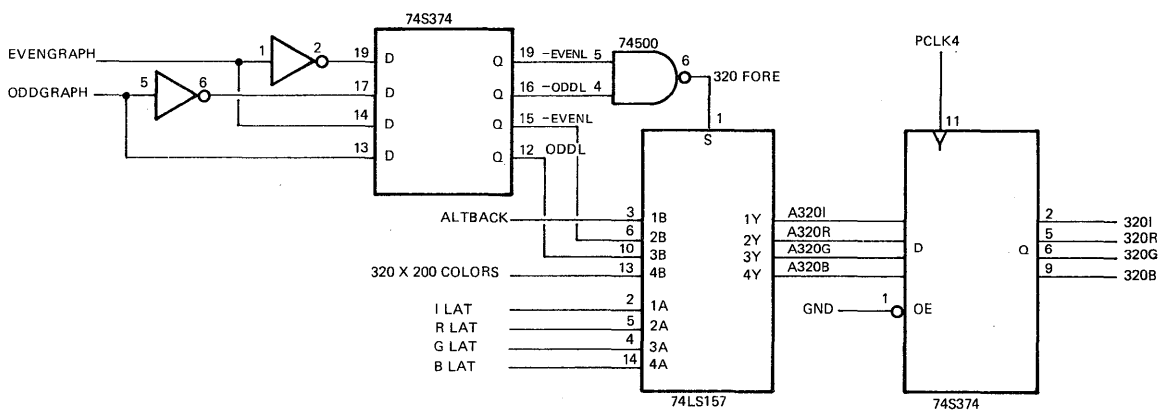 74S374
EVENGRAPH
1
2
19 D
Q 19 -EVENL 5
74500
6
320 FORE
PCLK4
ODDGRAPH
5
6
17 D
Q 16 -ODDL 4
14 D
Q 15 -EVENL
13 D
Q 12 ODDL
1
S
11
ALTBACK 3 1B
6 2B
10 3B
320 X 200 COLORS 13 4B
1Y A320I
2Y A320R
3Y A320G
4Y A320B
D
Q
2 320I
5 320R
6 320G
9 320B
I LAT 2 1A
R LAT 5 2A
G LAT 4 3A
B LAT 14 4A
GND 1 OE
74LS157
74S374